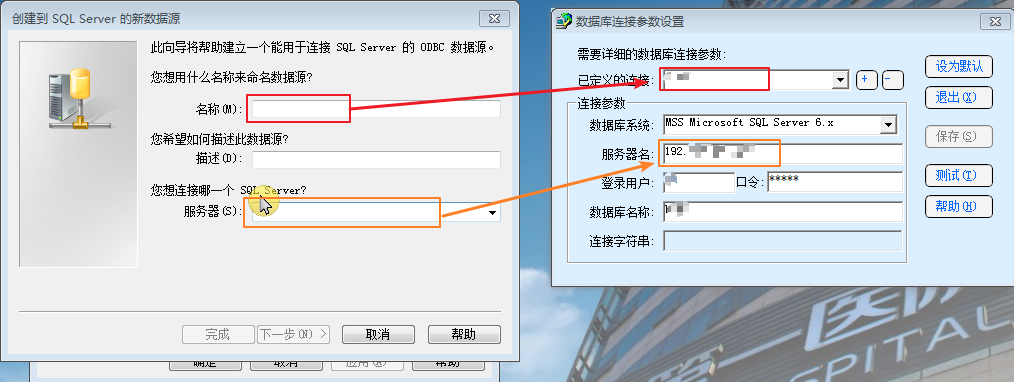 创建到 SQL Server 的新数据源
此向导将帮助建立一个能用于连接 SQL Server 的 ODBC 数据源。
您想用什么名称来命名数据源?
名称(M):
您希望如何描述此数据源?
描述(D):
您想连接哪一个 SQL Server?
服务器(S):
完成
下一步(N) >
取消
帮助
确定
取消
应用(A)
帮助
数据库连接参数设置
需要详细的数据库连接参数:
已定义的连接:
+
-
设为默认
退出(X)
连接参数
数据库系统: MSS Microsoft SQL Server 6.x
保存(S)
服务器名: 192.
登录用户:
口令: *****
测试(T)
数据库名称:
帮助(H)
连接字符串:
一医院
SPITAL